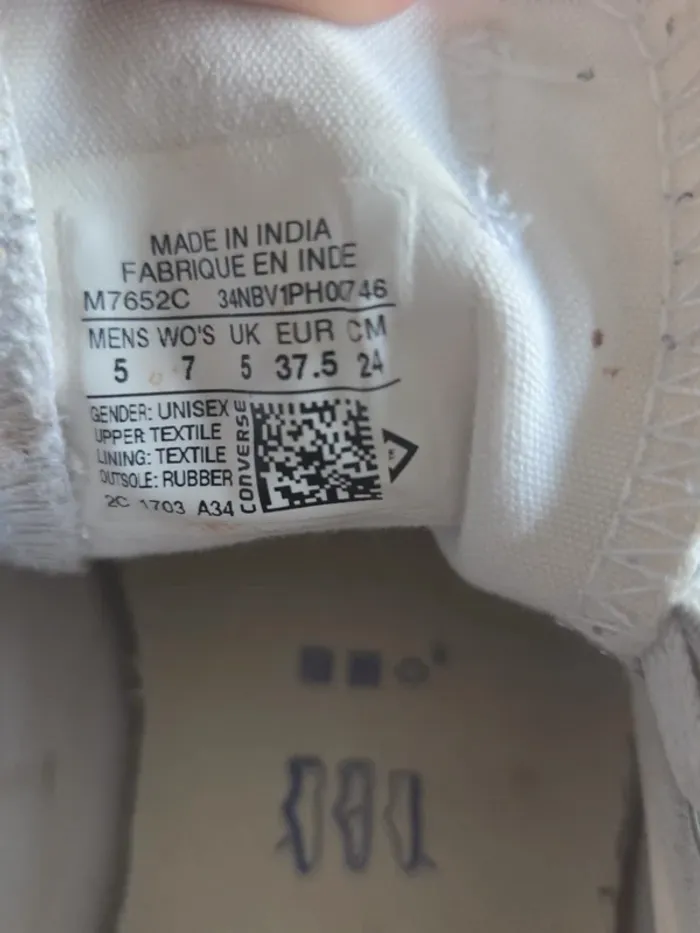 MADE IN INDIA
FABRIQUE EN INDE
M7652C 34NBV1PH00746
MENS WO'S UK EUR CM
5 7 5 37.5 24
GENDER: UNISEX
UPPER TEXTILE
LINING: TEXTILE
OUTSOLE: RUBBER
2C 1703 A34
CONVERSE